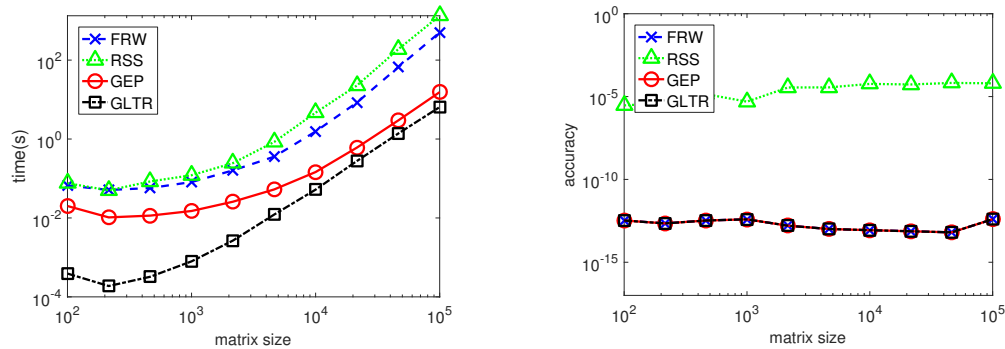 10^2
10^0
10^-2
10^-4
time(s)
FRW
RSS
GEP
GLTR
10^2
10^3
10^4
10^5
matrix size
10^0
10^-5
10^-10
10^-15
accuracy
FRW
RSS
GEP
GLTR
10^2
10^3
10^4
10^5
matrix size